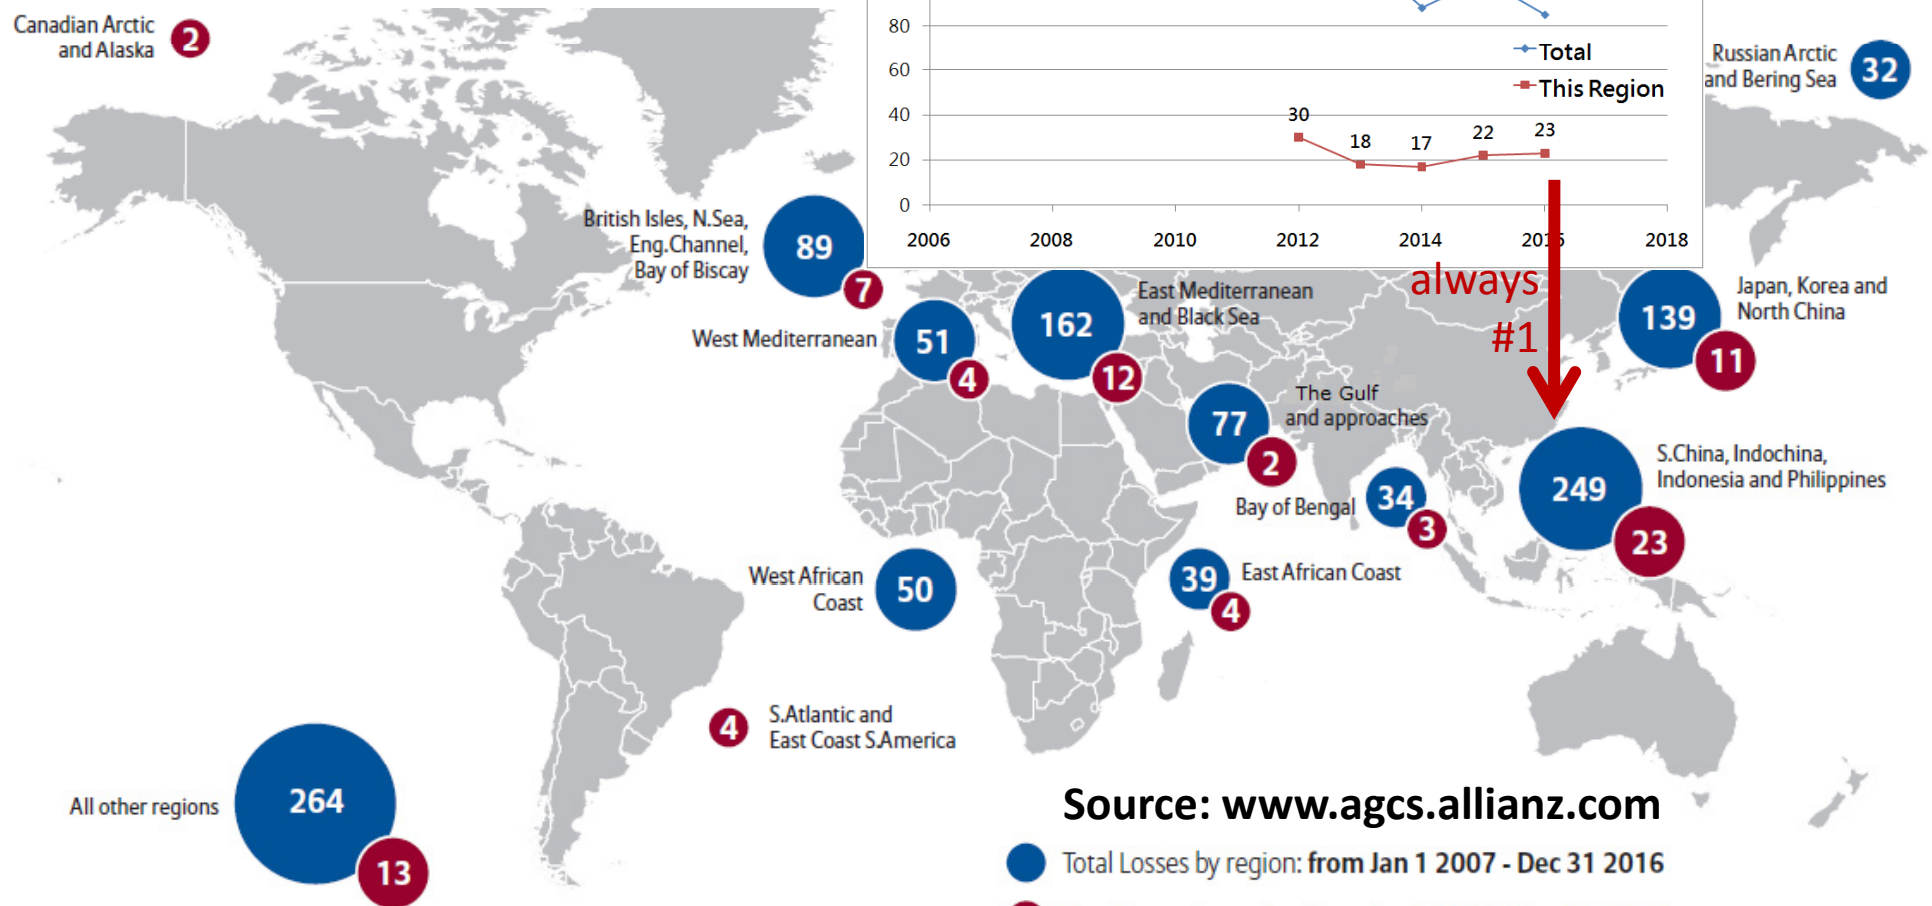 Canadian Arctic
and Alaska
2
80
60
40
20
0
Total
This Region
30
18
17
22
23
2006
2008
2010
2012
2014
2016
2018
Russian Arctic
and Bering Sea
32
British Isles, N.Sea,
Eng.Channel,
Bay of Biscay
89
7
West Mediterranean
51
4
162
12
East Mediterranean
and Black Sea
always
#1
139
11
Japan, Korea and
North China
77
2
The Gulf
and approaches
Bay of Bengal
34
3
249
23
S.China, Indochina,
Indonesia and Philippines
West African
Coast
50
39
4
East African Coast
4
S.Atlantic and
East Coast S.America
All other regions
264
13
Source: www.agcs.allianz.com
Total Losses by region: from Jan 1 2007 - Dec 31 2016